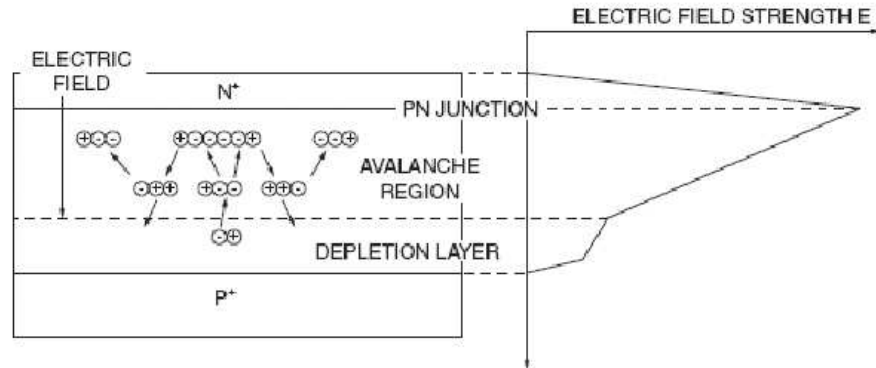 ELECTRIC FIELD STRENGTH E
ELECTRIC
FIELD
N+
PN JUNCTION
⊕⊖⊖
⊕⊖⊖⊖⊖⊕
⊖⊖⊕
AVALANCHE
REGION
⊖⊕⊕
⊕⊖⊖
⊕⊕⊖
⊖⊕
DEPLETION LAYER
P+